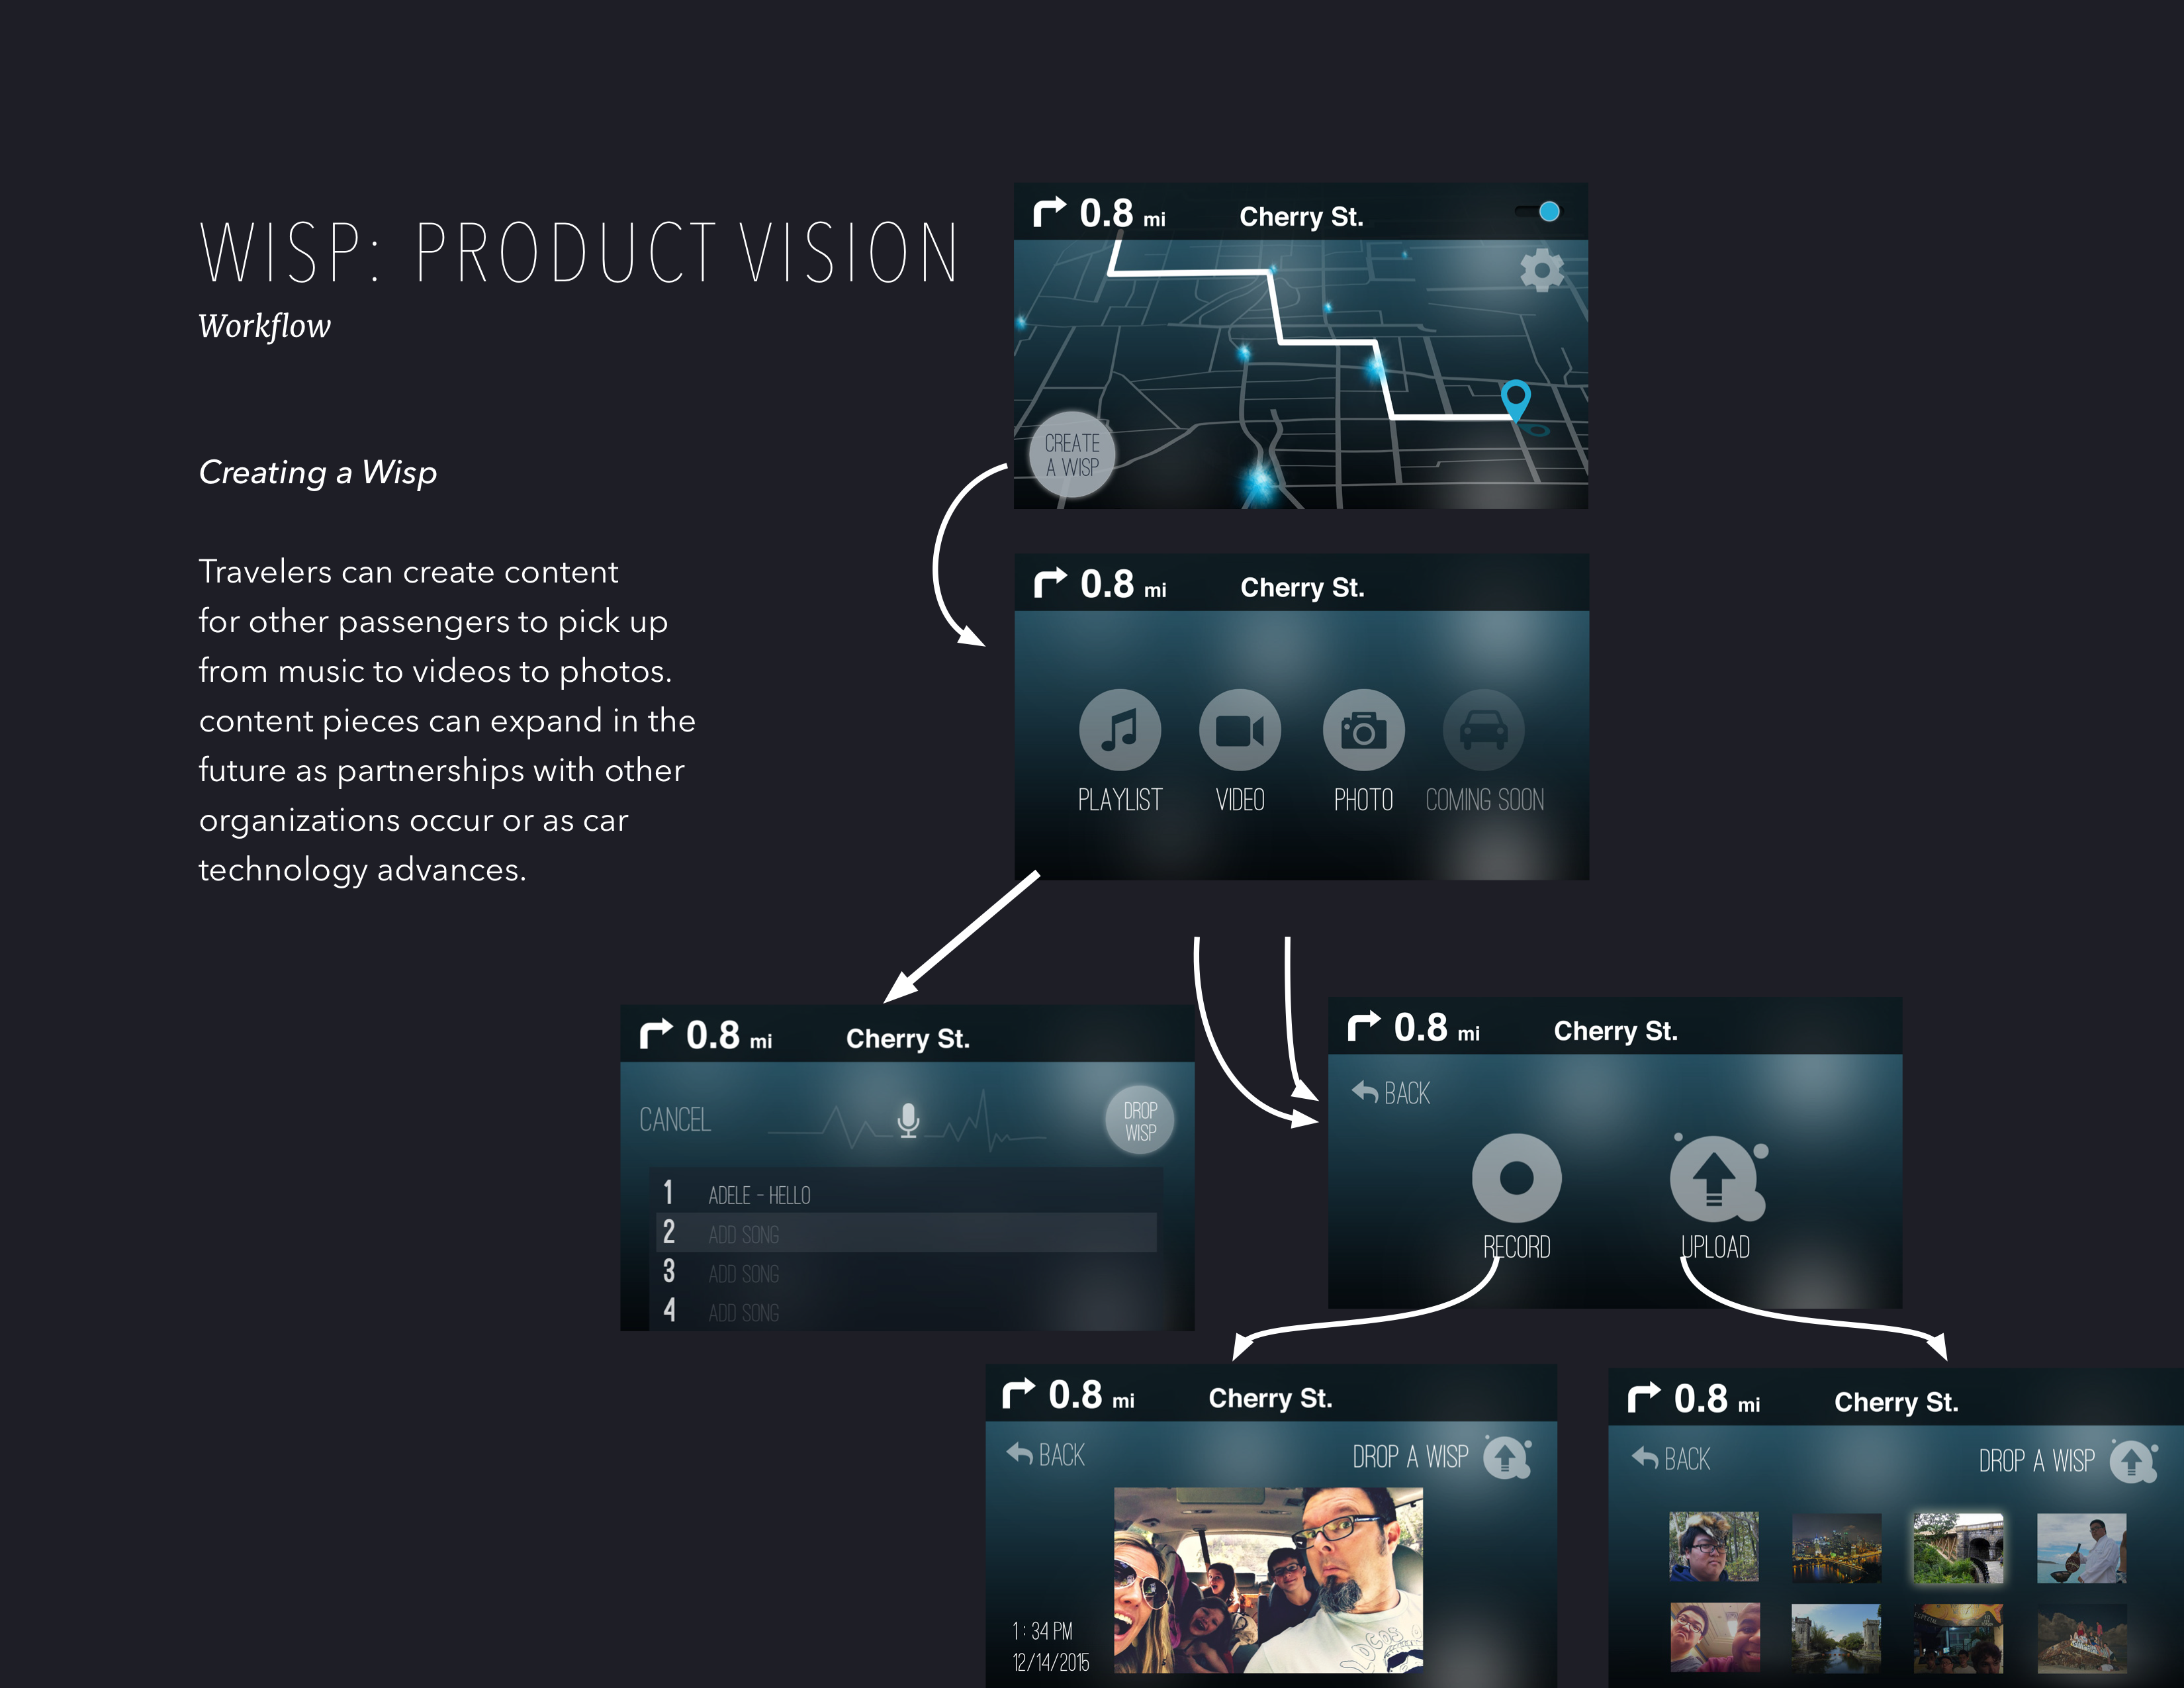 WISP: PRODUCT VISION
Workflow
Creating a Wisp
Travelers can create content
for other passengers to pick up
from music to videos to photos.
content pieces can expand in the
future as partnerships with other
organizations occur or as car
technology advances.
0.8 mi Cherry St.
CREATE
A WISP
0.8 mi Cherry St.
PLAYLIST VIDEO PHOTO COMING SOON
0.8 mi Cherry St.
CANCEL
DROP
WISP
1 ADELE - HELLO
2 ADD SONG
3 ADD SONG
4 ADD SONG
0.8 mi Cherry St.
BACK
RECORD UPLOAD
0.8 mi Cherry St.
BACK DROP A WISP
LOCOS
1 : 34 PM
12/14/2015
0.8 mi Cherry St.
BACK DROP A WISP
ESPECIAL